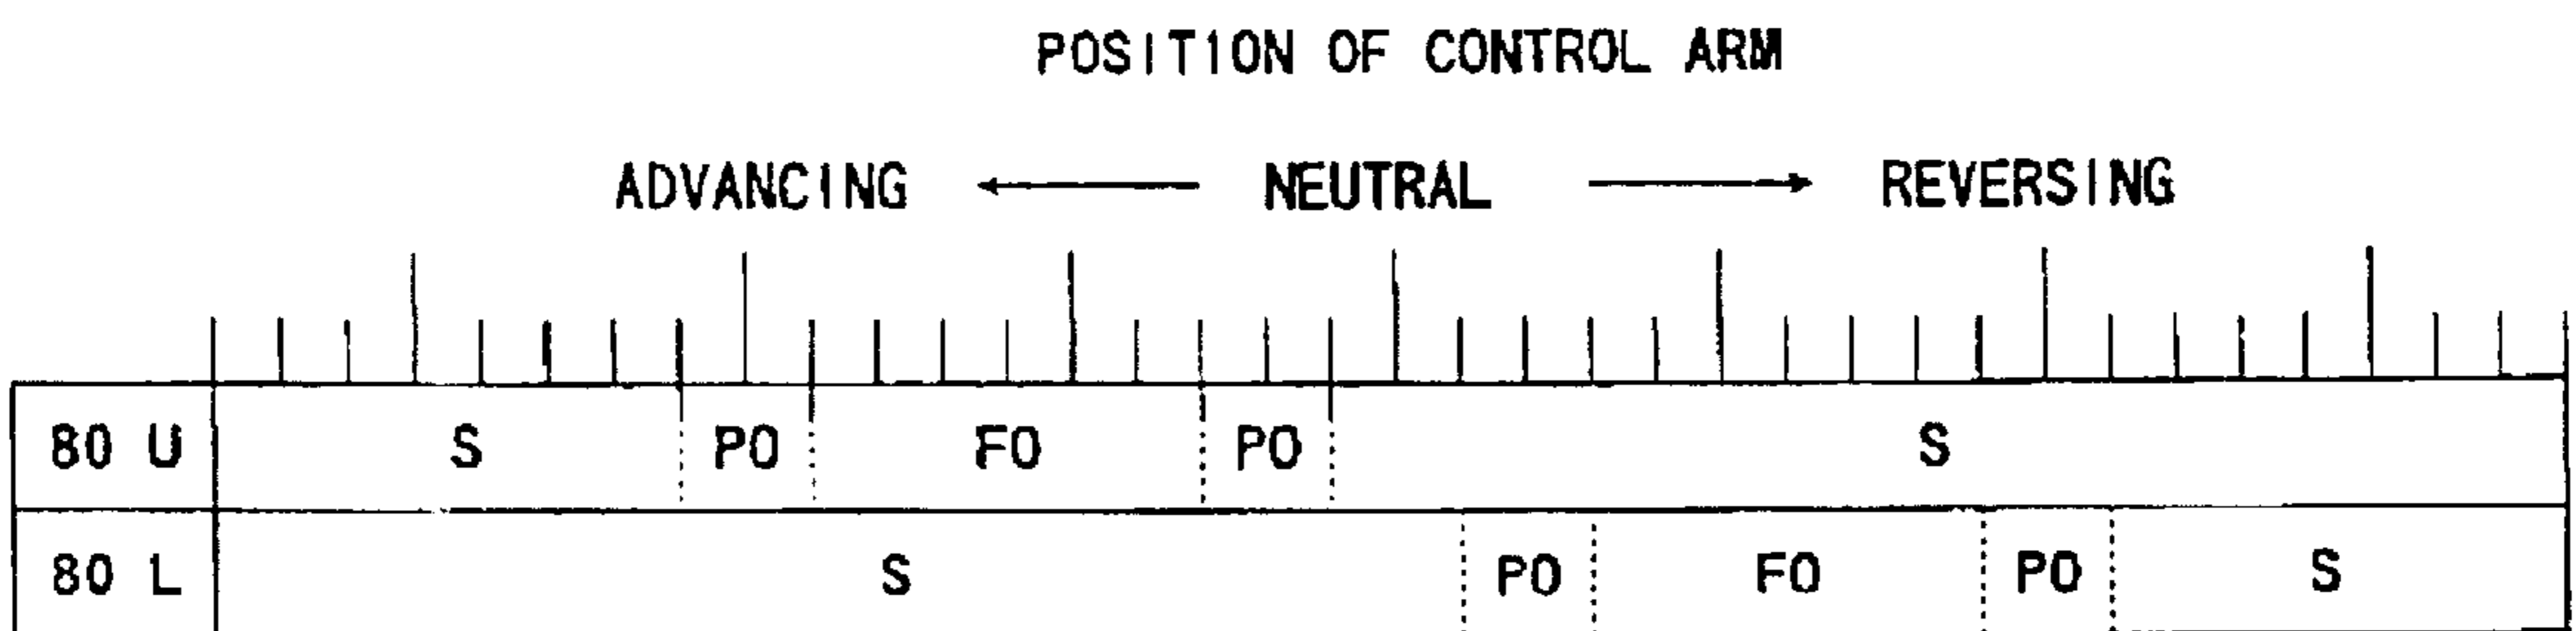 POSITION OF CONTROL ARM
ADVANCING ← NEUTRAL → REVERSING
80 U S PO FO PO S
80 L S PO FO PO S